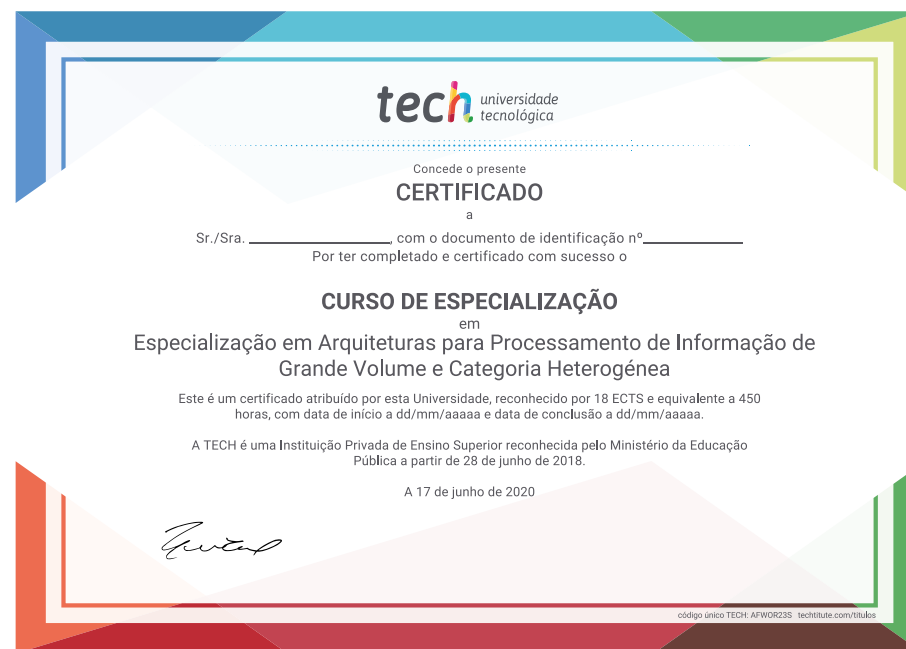 tech universidade
tecnológica
Concede o presente
CERTIFICADO
a
Sr./Sra. ____________________, com o documento de identificação nº______________
Por ter completado e certificado com sucesso o
CURSO DE ESPECIALIZAÇÃO
em
Especialização em Arquiteturas para Processamento de Informação de
Grande Volume e Categoria Heterogénea
Este é um certificado atribuído por esta Universidade, reconhecido por 18 ECTS e equivalente a 450
horas, com data de início a dd/mm/aaaaa e data de conclusão a dd/mm/aaaaa.
A TECH é uma Instituição Privada de Ensino Superior reconhecida pelo Ministério da Educação
Pública a partir de 28 de junho de 2018.
A 17 de junho de 2020
código único TECH: AFWOR23S techtitute.com/titulos